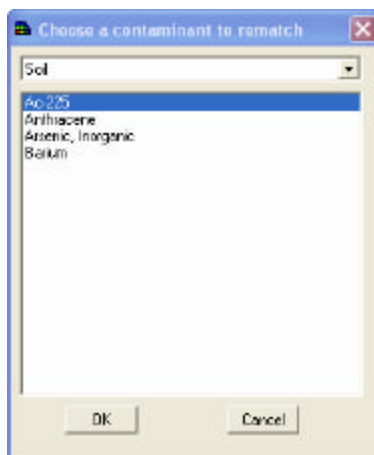 Choose a contaminant to rematch
Soil
Ac-225
Anthracene
Arsenic, Inorganic
Barium
OK
Cancel